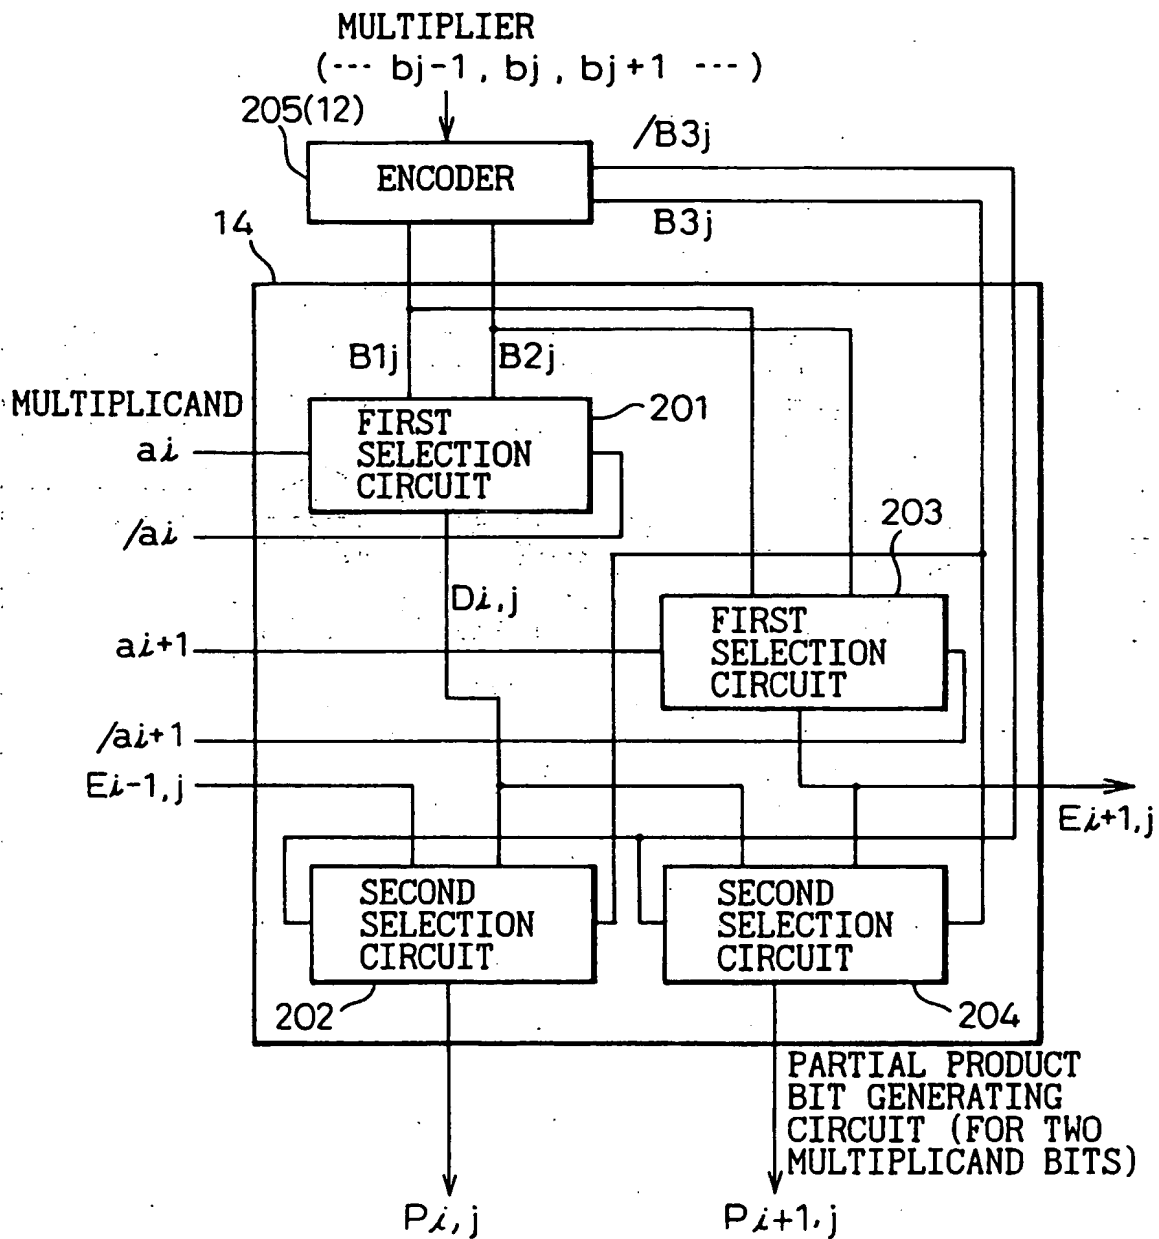 MULTIPLIER
(--- bj-1, bj, bj+1 ---)
205(12)
/B3j
ENCODER
B3j
14
B1j
B2j
MULTIPLICAND
201
ai
FIRST
SELECTION
CIRCUIT
/ai
203
Di,j
ai+1
FIRST
SELECTION
CIRCUIT
/ai+1
Ei-1,j
Ei+1,j
SECOND
SELECTION
CIRCUIT
SECOND
SELECTION
CIRCUIT
202
204
PARTIAL PRODUCT
BIT GENERATING
CIRCUIT (FOR TWO
MULTIPLICAND BITS)
Pi,j
Pi+1,j